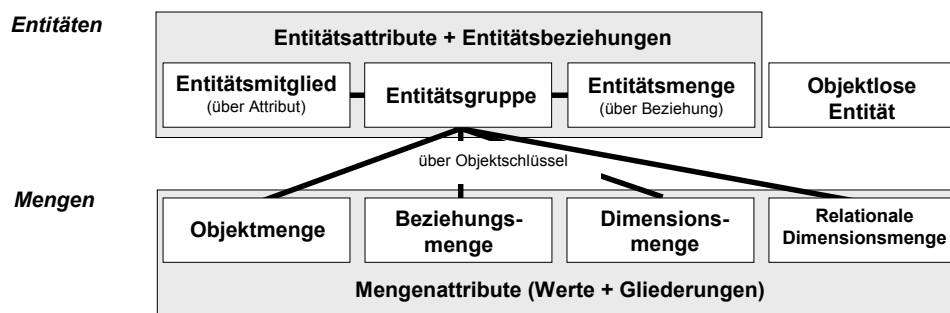 Entitäten
Entitätsattribute + Entitätsbeziehungen
Entitätsmitglied
(über Attribut)
Entitätsgruppe
Entitätsmenge
(über Beziehung)
Objektlose
Entität
über Objektschlüssel
Mengen
Objektmenge
Beziehungs-
menge
Dimensions-
menge
Relationale
Dimensionsmenge
Mengenattribute (Werte + Gliederungen)